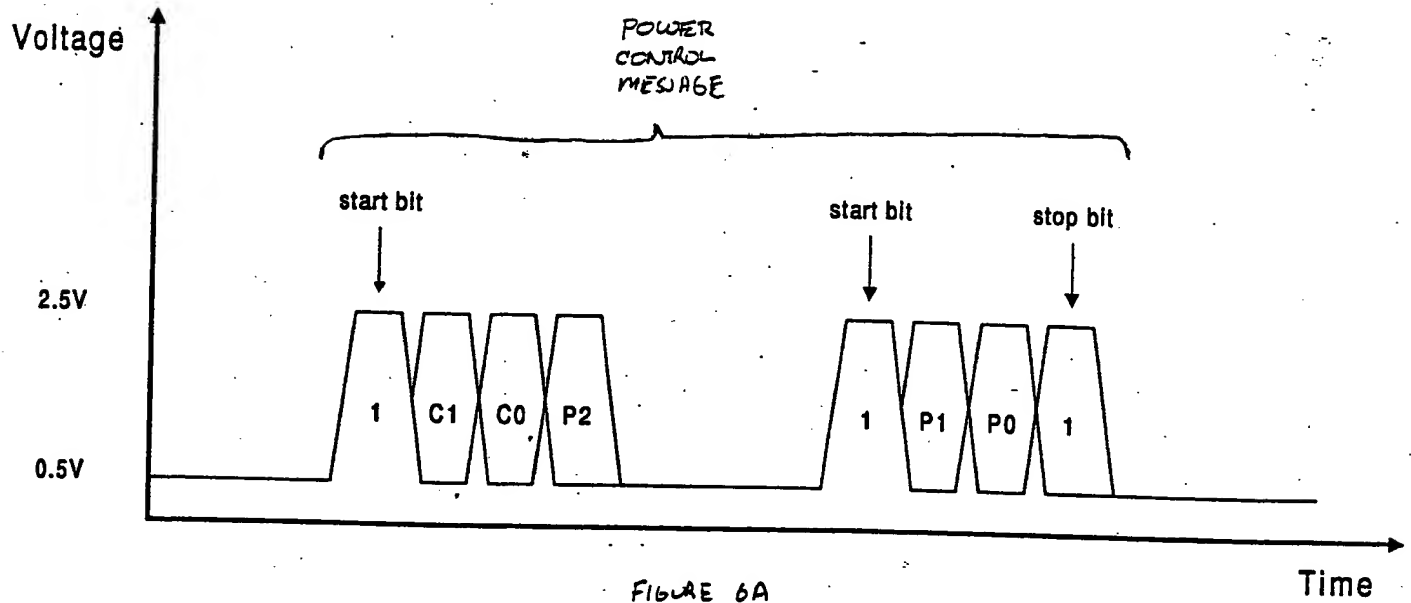 Voltage
POWER
CONTROL
MESSAGE
start bit
start bit
stop bit
2.5V
1 C1 C0 P2
1 P1 P0 1
0.5V
Time
FIGURE 6A